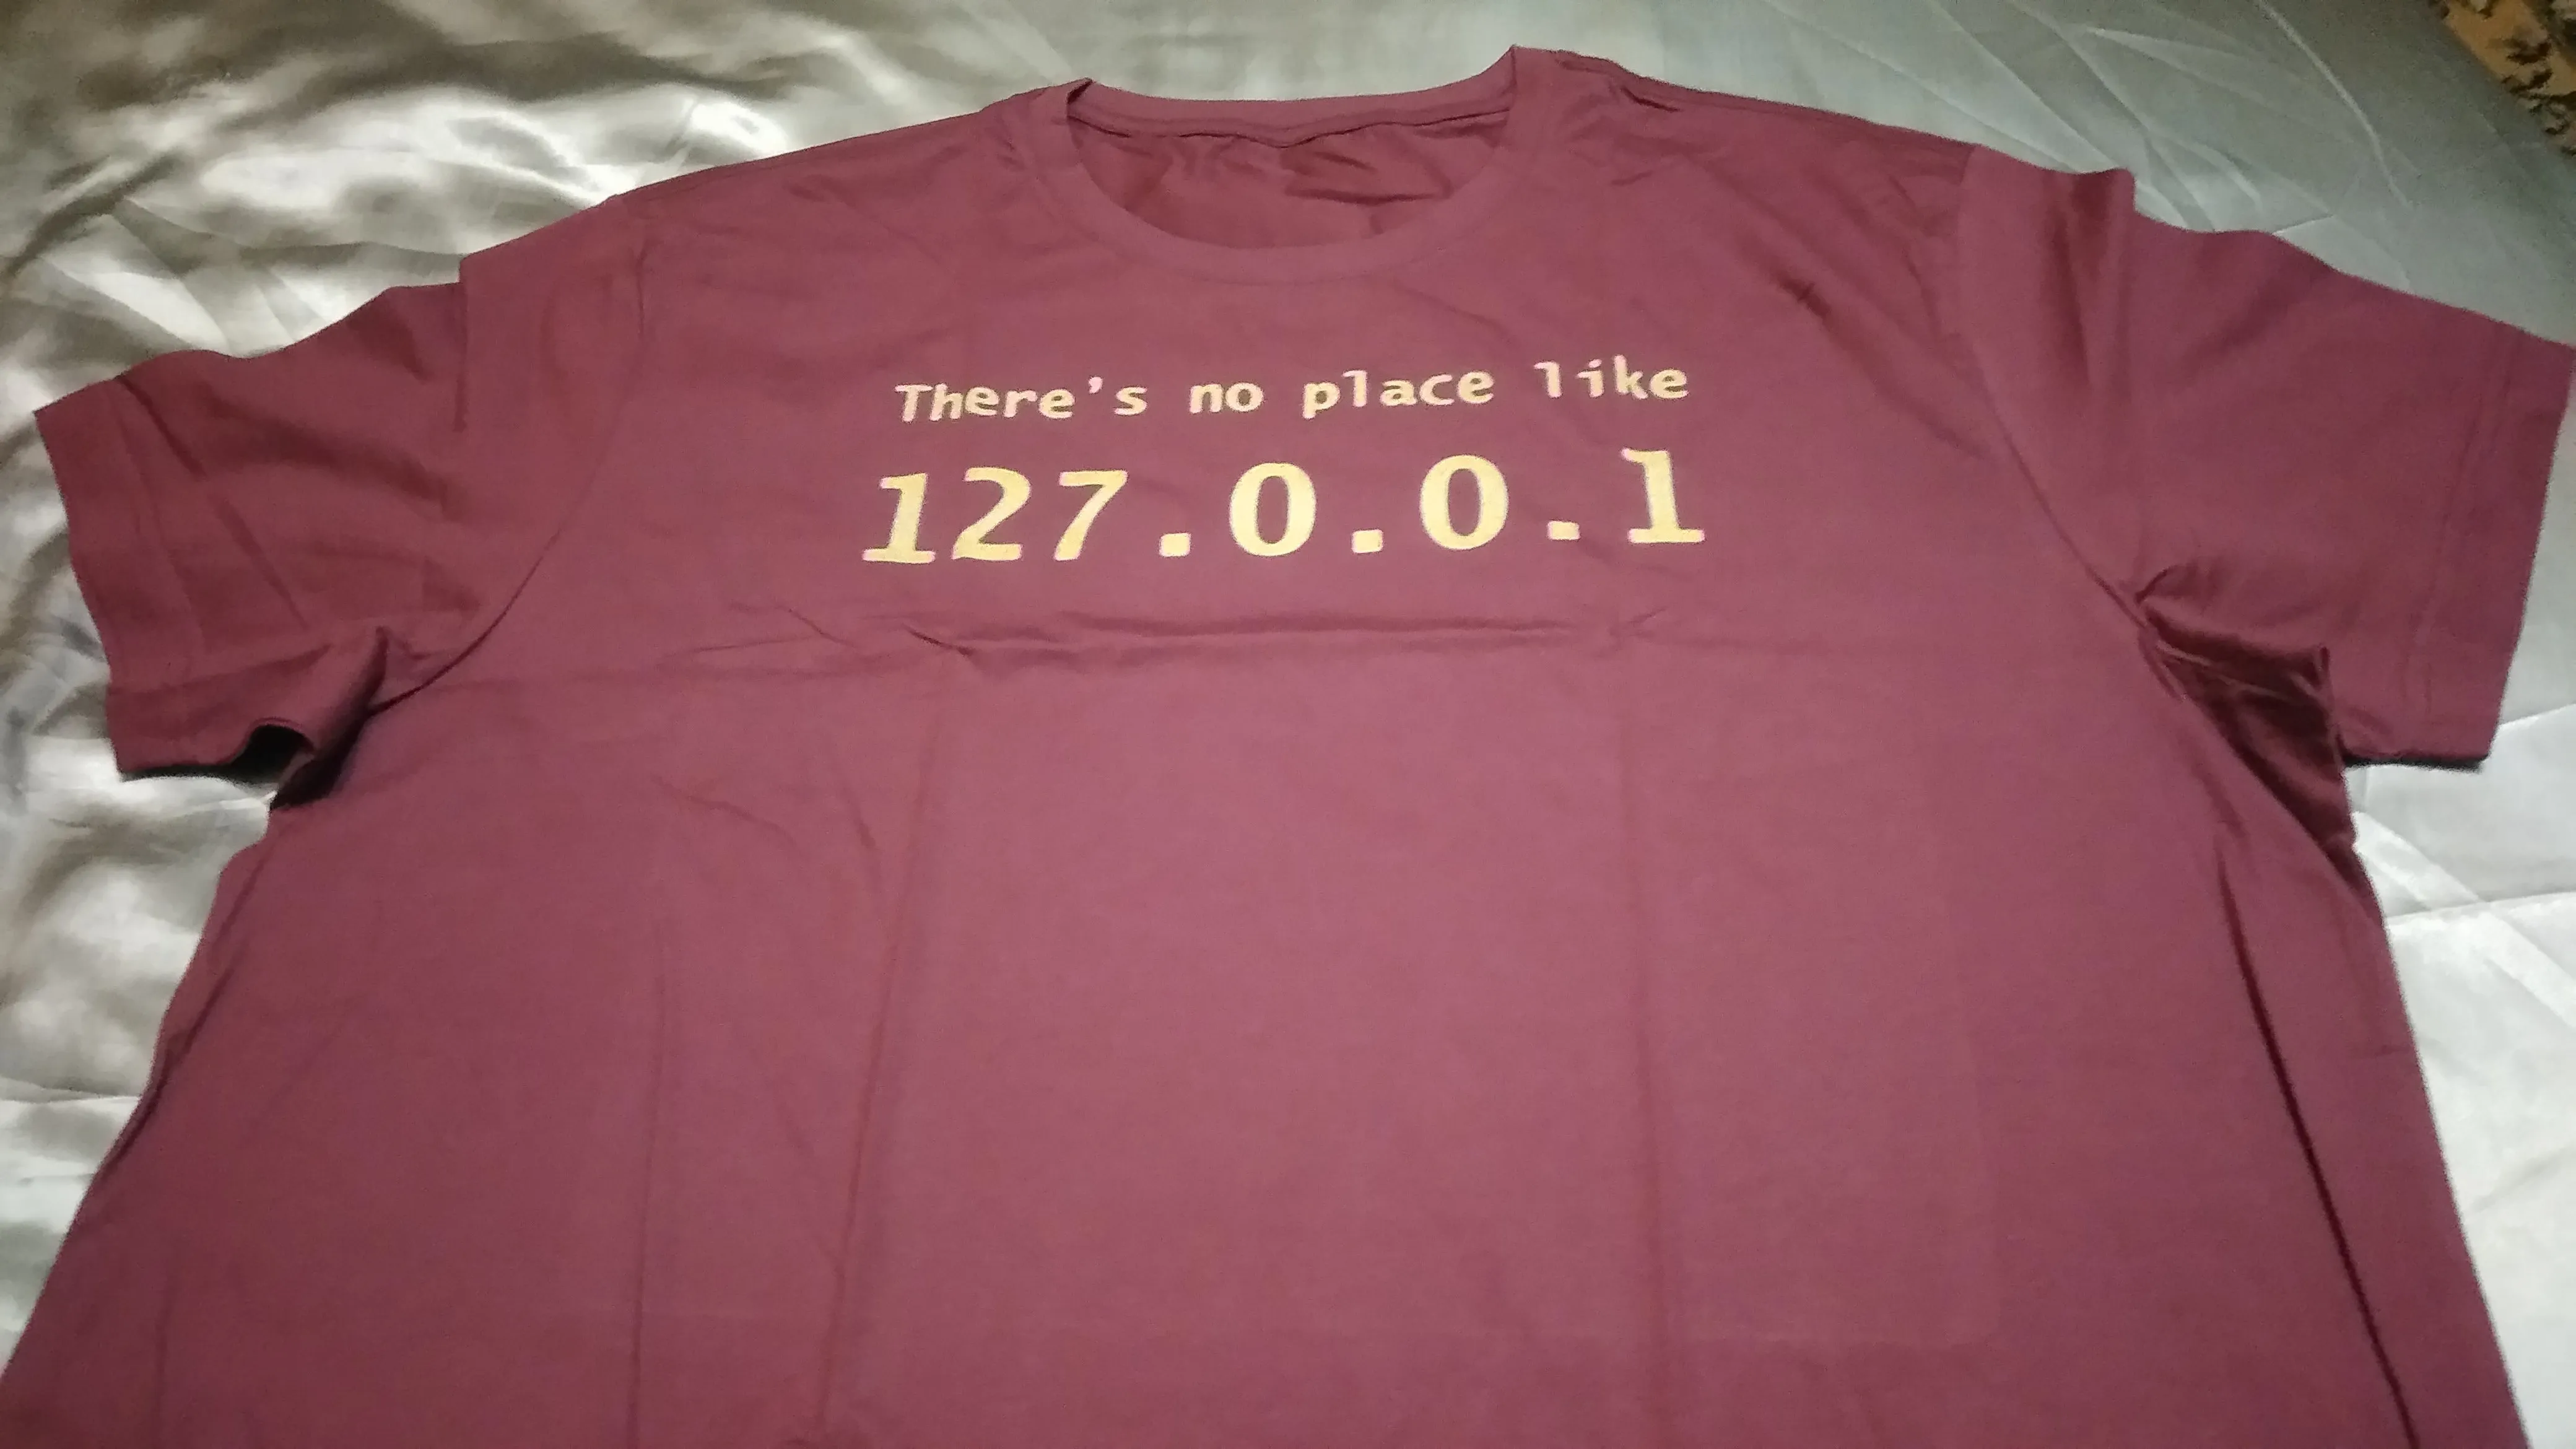 There's no place like
127.0.0.1